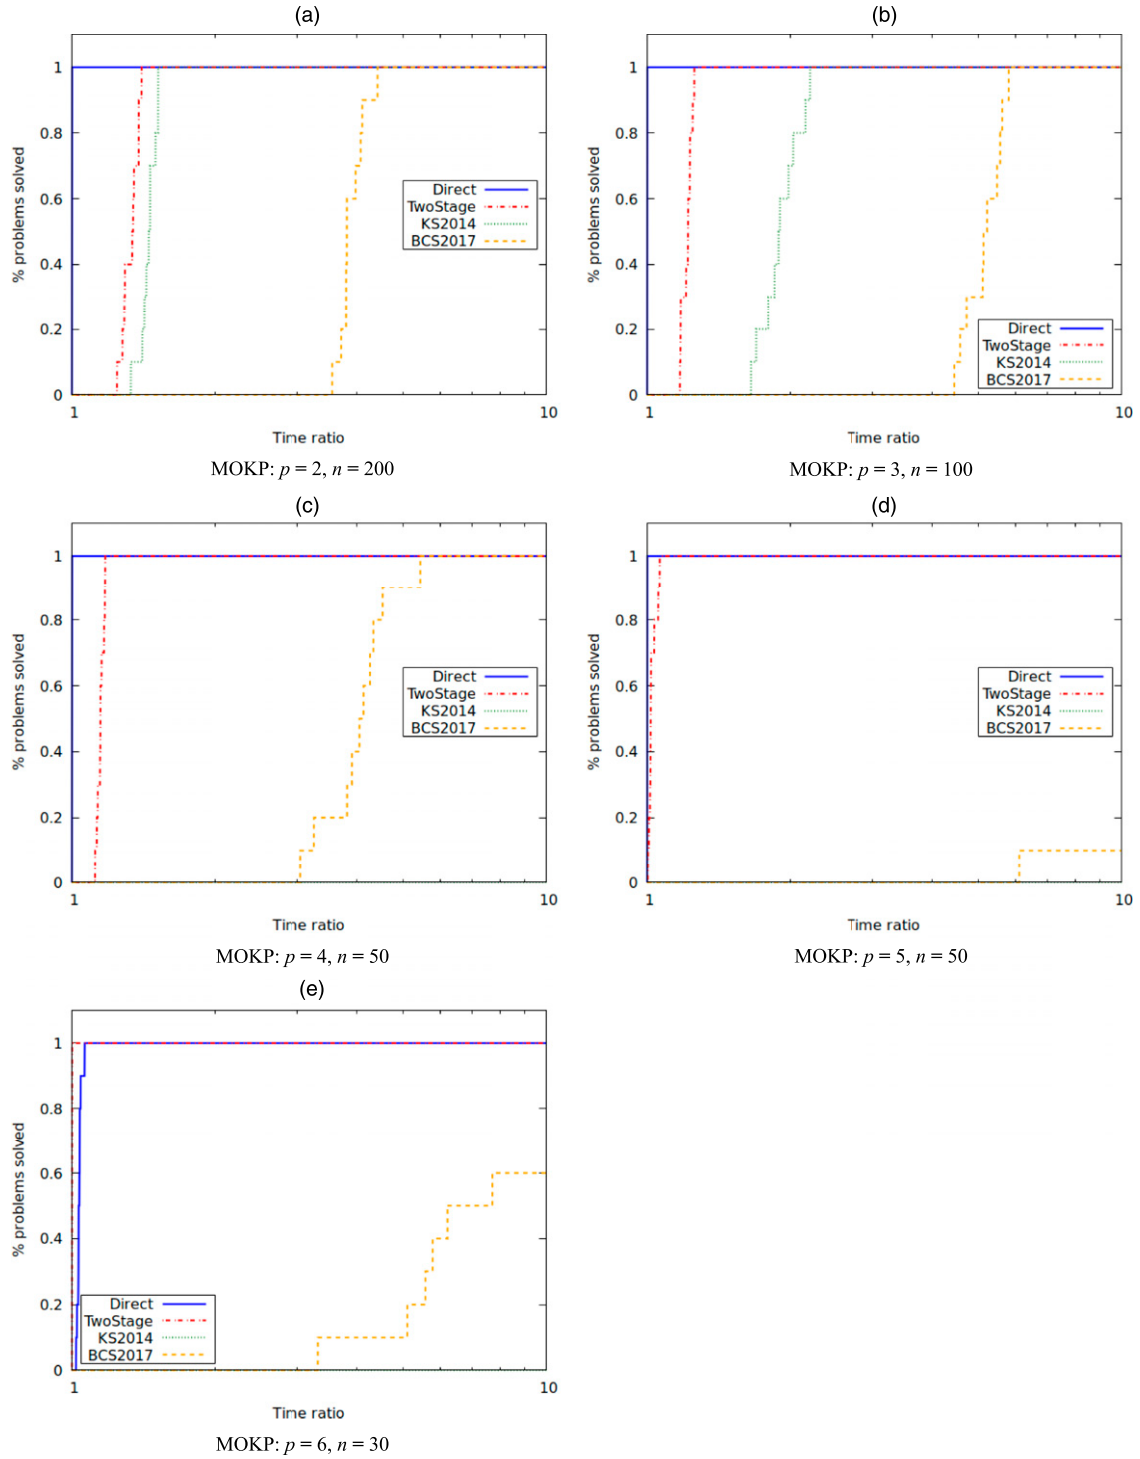 (a)
% problems solved
1
0.8
0.6
0.4
0.2
0
Direct
TwoStage
KS2014
BCS2017
1
10
Time ratio
MOKP: p = 2, n = 200
(b)
% problems solved
1
0.8
0.6
0.4
0.2
0
Direct
TwoStage
KS2014
BCS2017
1
10
Time ratio
MOKP: p = 3, n = 100
(c)
% problems solved
1
0.8
0.6
0.4
0.2
0
Direct
TwoStage
KS2014
BCS2017
1
10
Time ratio
MOKP: p = 4, n = 50
(d)
% problems solved
1
0.8
0.6
0.4
0.2
0
Direct
TwoStage
KS2014
BCS2017
1
10
Time ratio
MOKP: p = 5, n = 50
(e)
% problems solved
1
0.8
0.6
0.4
0.2
0
Direct
TwoStage
KS2014
BCS2017
1
10
Time ratio
MOKP: p = 6, n = 30